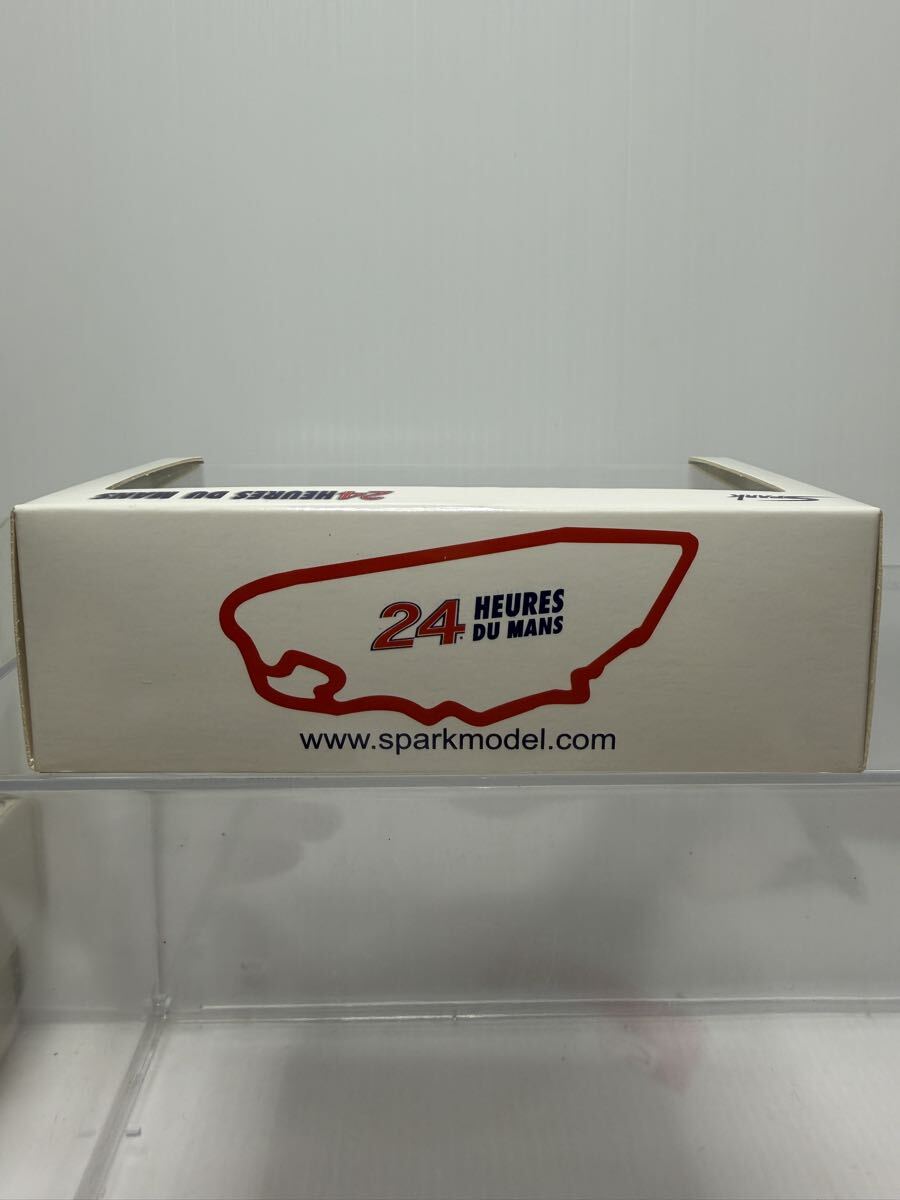 24 HEURES DU MANS
Spark
24 HEURES
DU MANS
www.sparkmodel.com